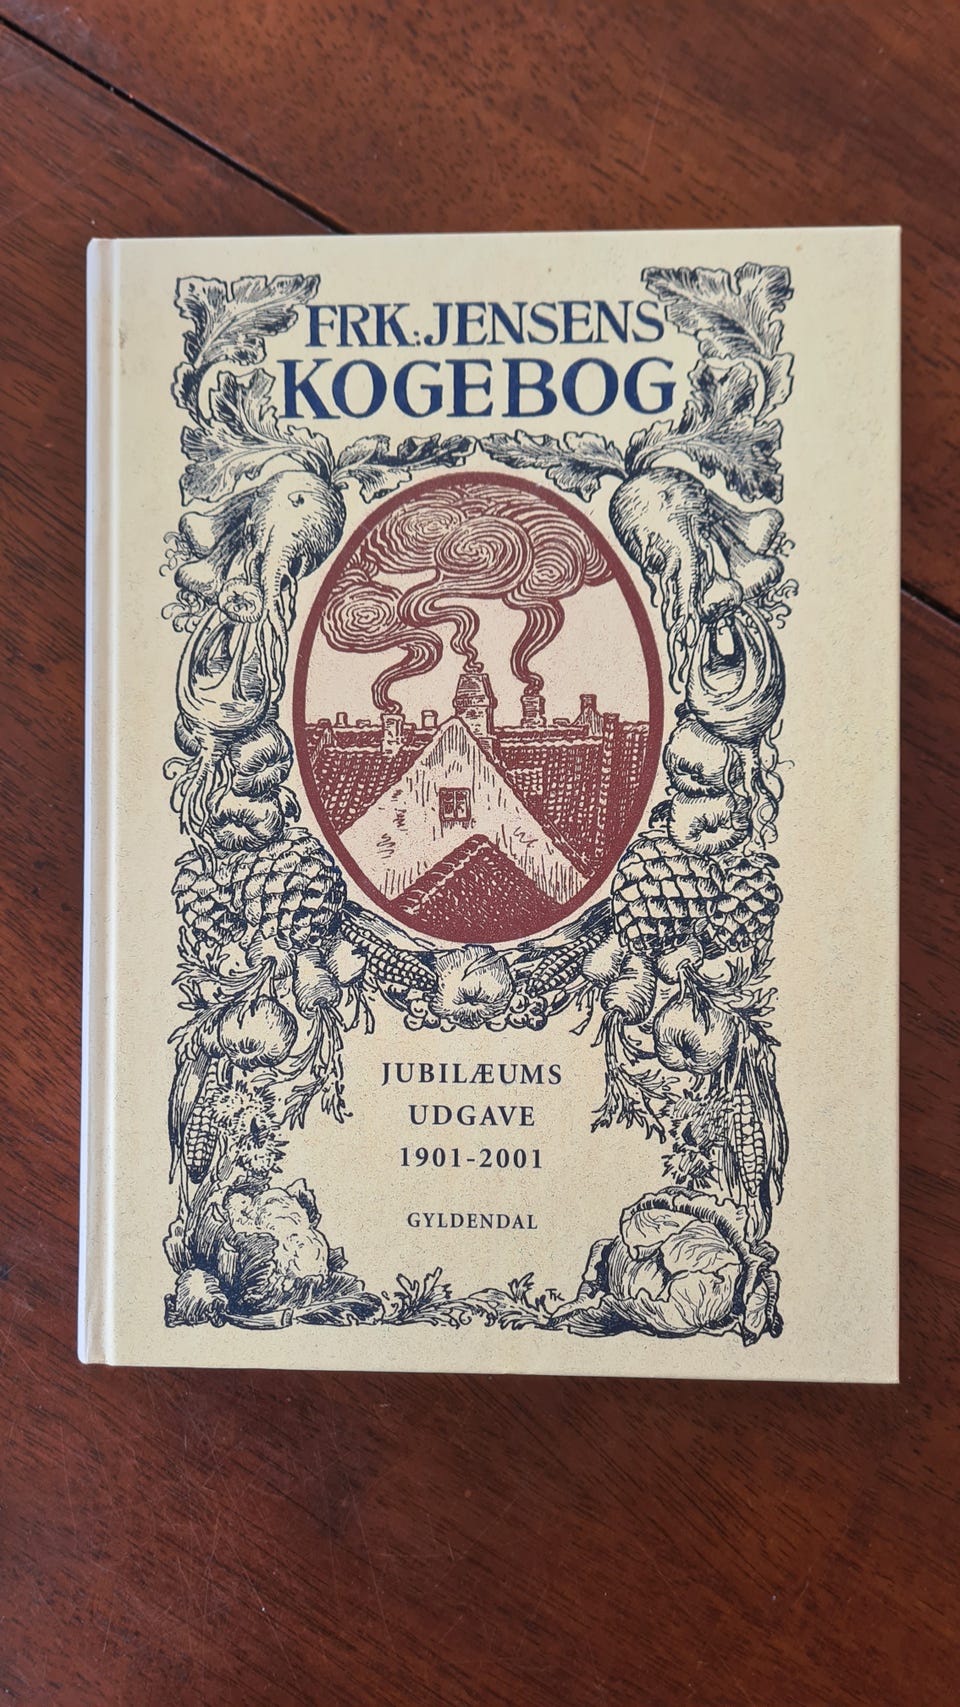 FRK: JENSENS
KOGEBOG
JUBILÆUMS
UDGAVE
1901-2001
GYLDENDAL